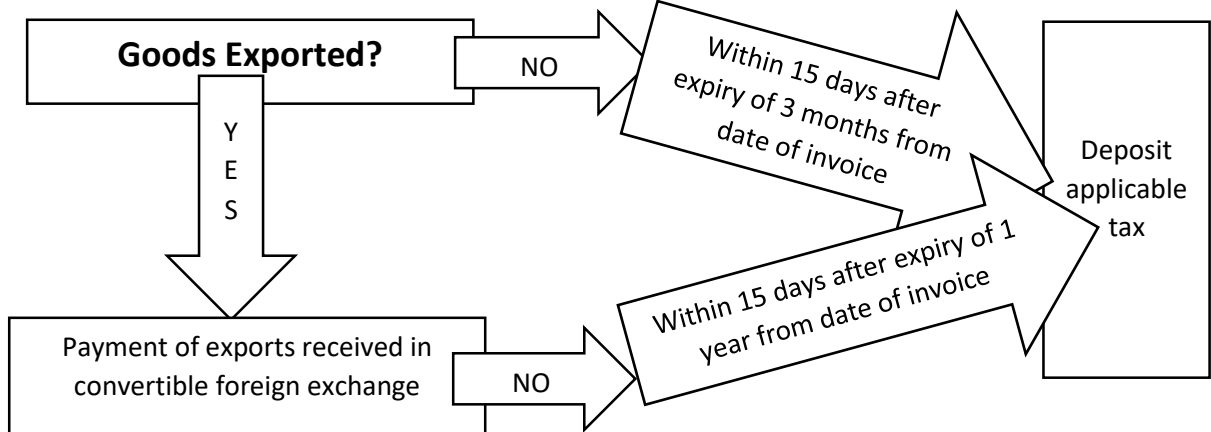 Goods Exported?
NO
Within 15 days after
expiry of 3 months from
date of invoice
Y
E
S
Deposit
applicable
tax
Within 15 days after expiry of 1
year from date of invoice
Payment of exports received in
convertible foreign exchange
NO